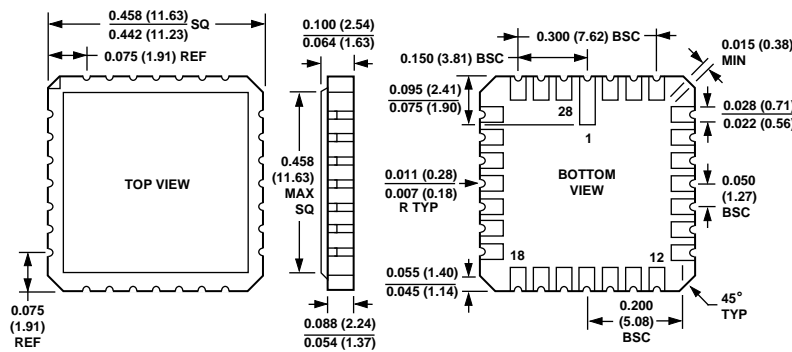 0.458 (11.63)
0.442 (11.23)
SQ
0.075 (1.91) REF
TOP VIEW
0.075
(1.91)
REF
0.100 (2.54)
0.064 (1.63)
0.458
(11.63)
MAX
SQ
0.088 (2.24)
0.054 (1.37)
0.300 (7.62) BSC
0.150 (3.81) BSC
0.015 (0.38)
MIN
0.095 (2.41)
0.075 (1.90)
28
1
0.028 (0.71)
0.022 (0.56)
0.011 (0.28)
0.007 (0.18)
R TYP
BOTTOM
VIEW
0.050
(1.27)
BSC
18
12
0.055 (1.40)
0.045 (1.14)
0.200
(5.08)
BSC
45°
TYP